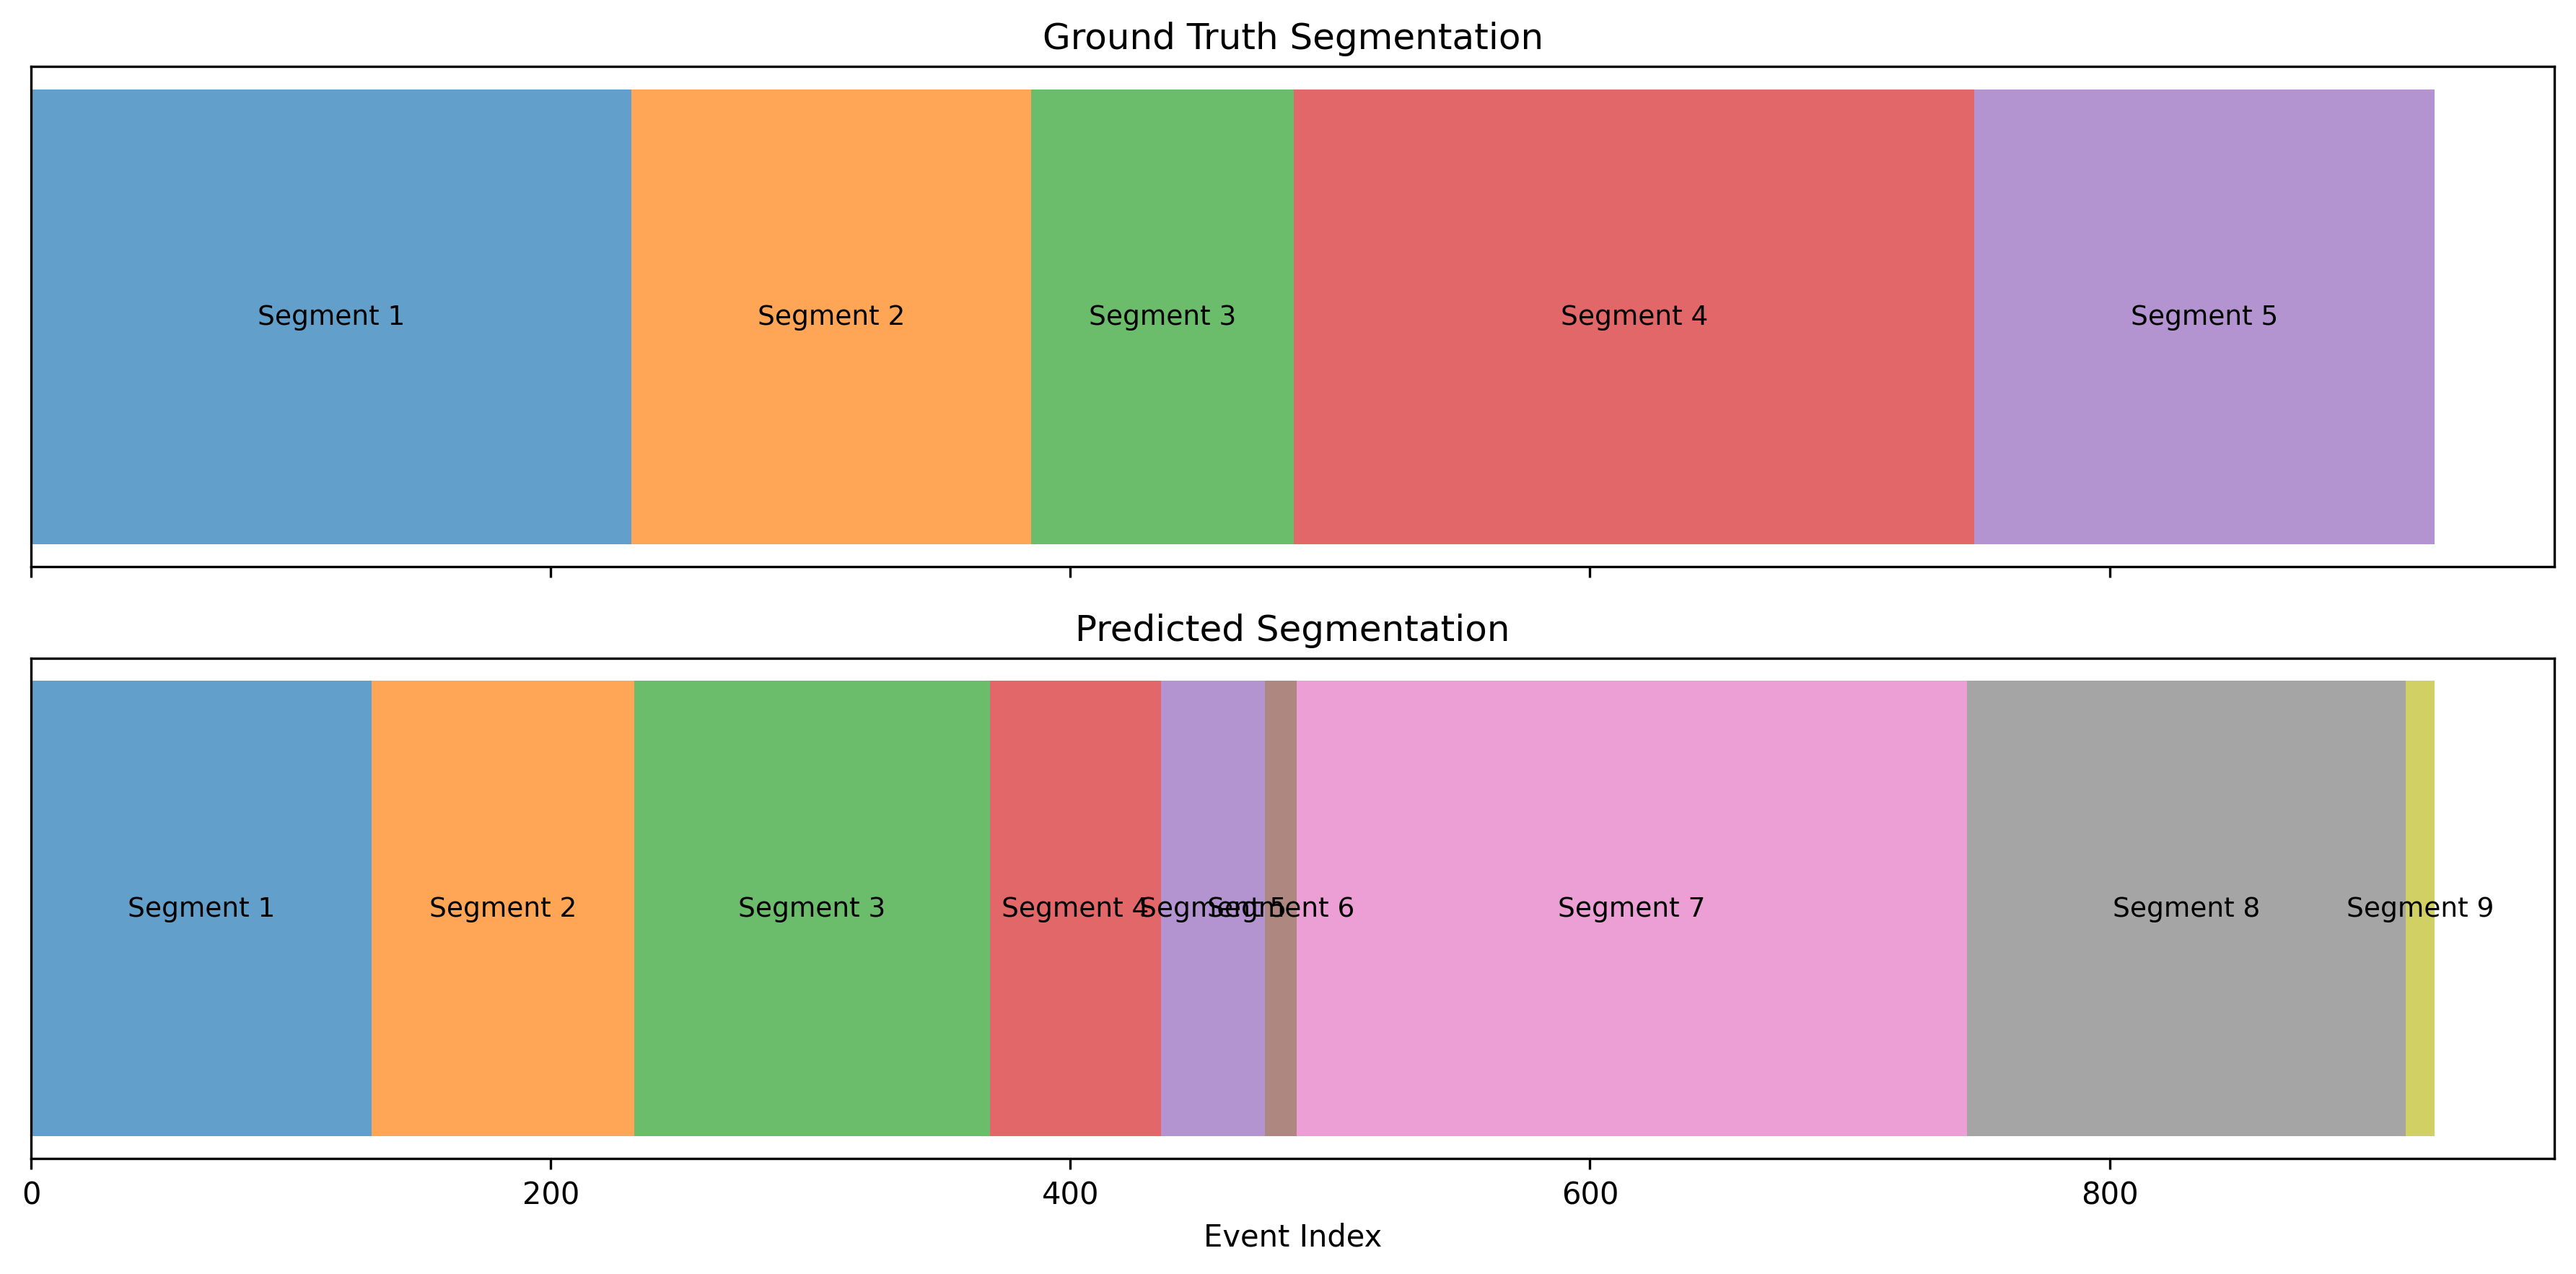 Ground Truth Segmentation
Segment 1 Segment 2 Segment 3 Segment 4 Segment 5
Predicted Segmentation
Segment 1 Segment 2 Segment 3 Segment 4 Segment 5 Segment 6 Segment 7 Segment 8 Segment 9
0 200 400 600 800
Event Index